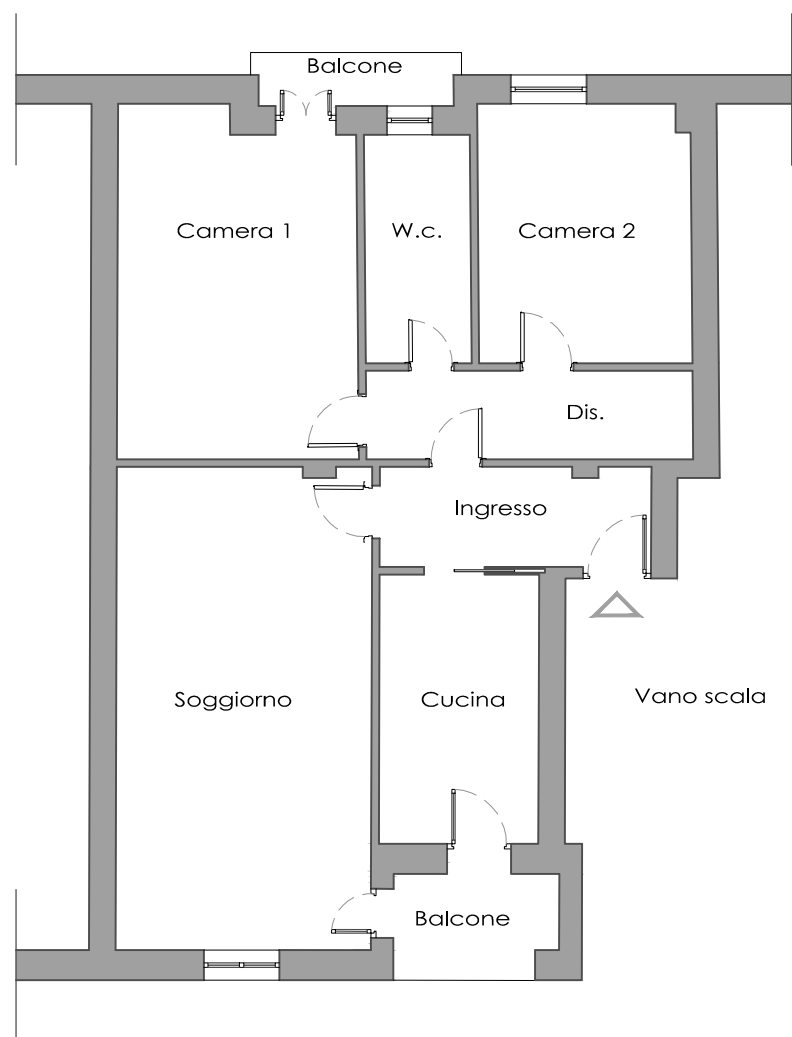 Balcone
Camera 1
W.c.
Camera 2
Dis.
Ingresso
Soggiorno
Cucina
Vano scala
Balcone